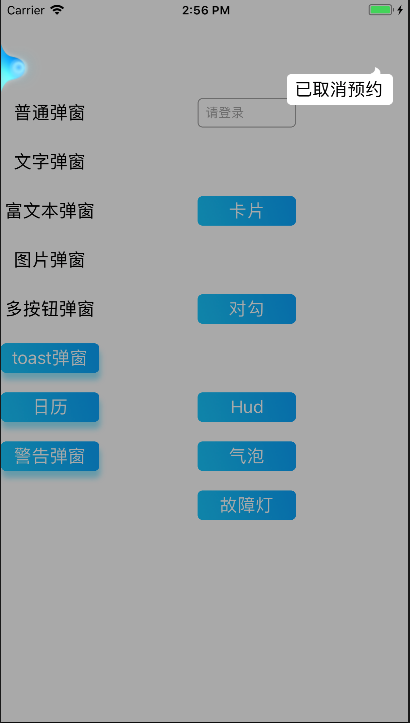 Carrier 2:56 PM
已取消预约
普通弹窗 请登录
文字弹窗
富文本弹窗 卡片
图片弹窗
多按钮弹窗 对勾
toast弹窗
日历 Hud
警告弹窗 气泡
故障灯